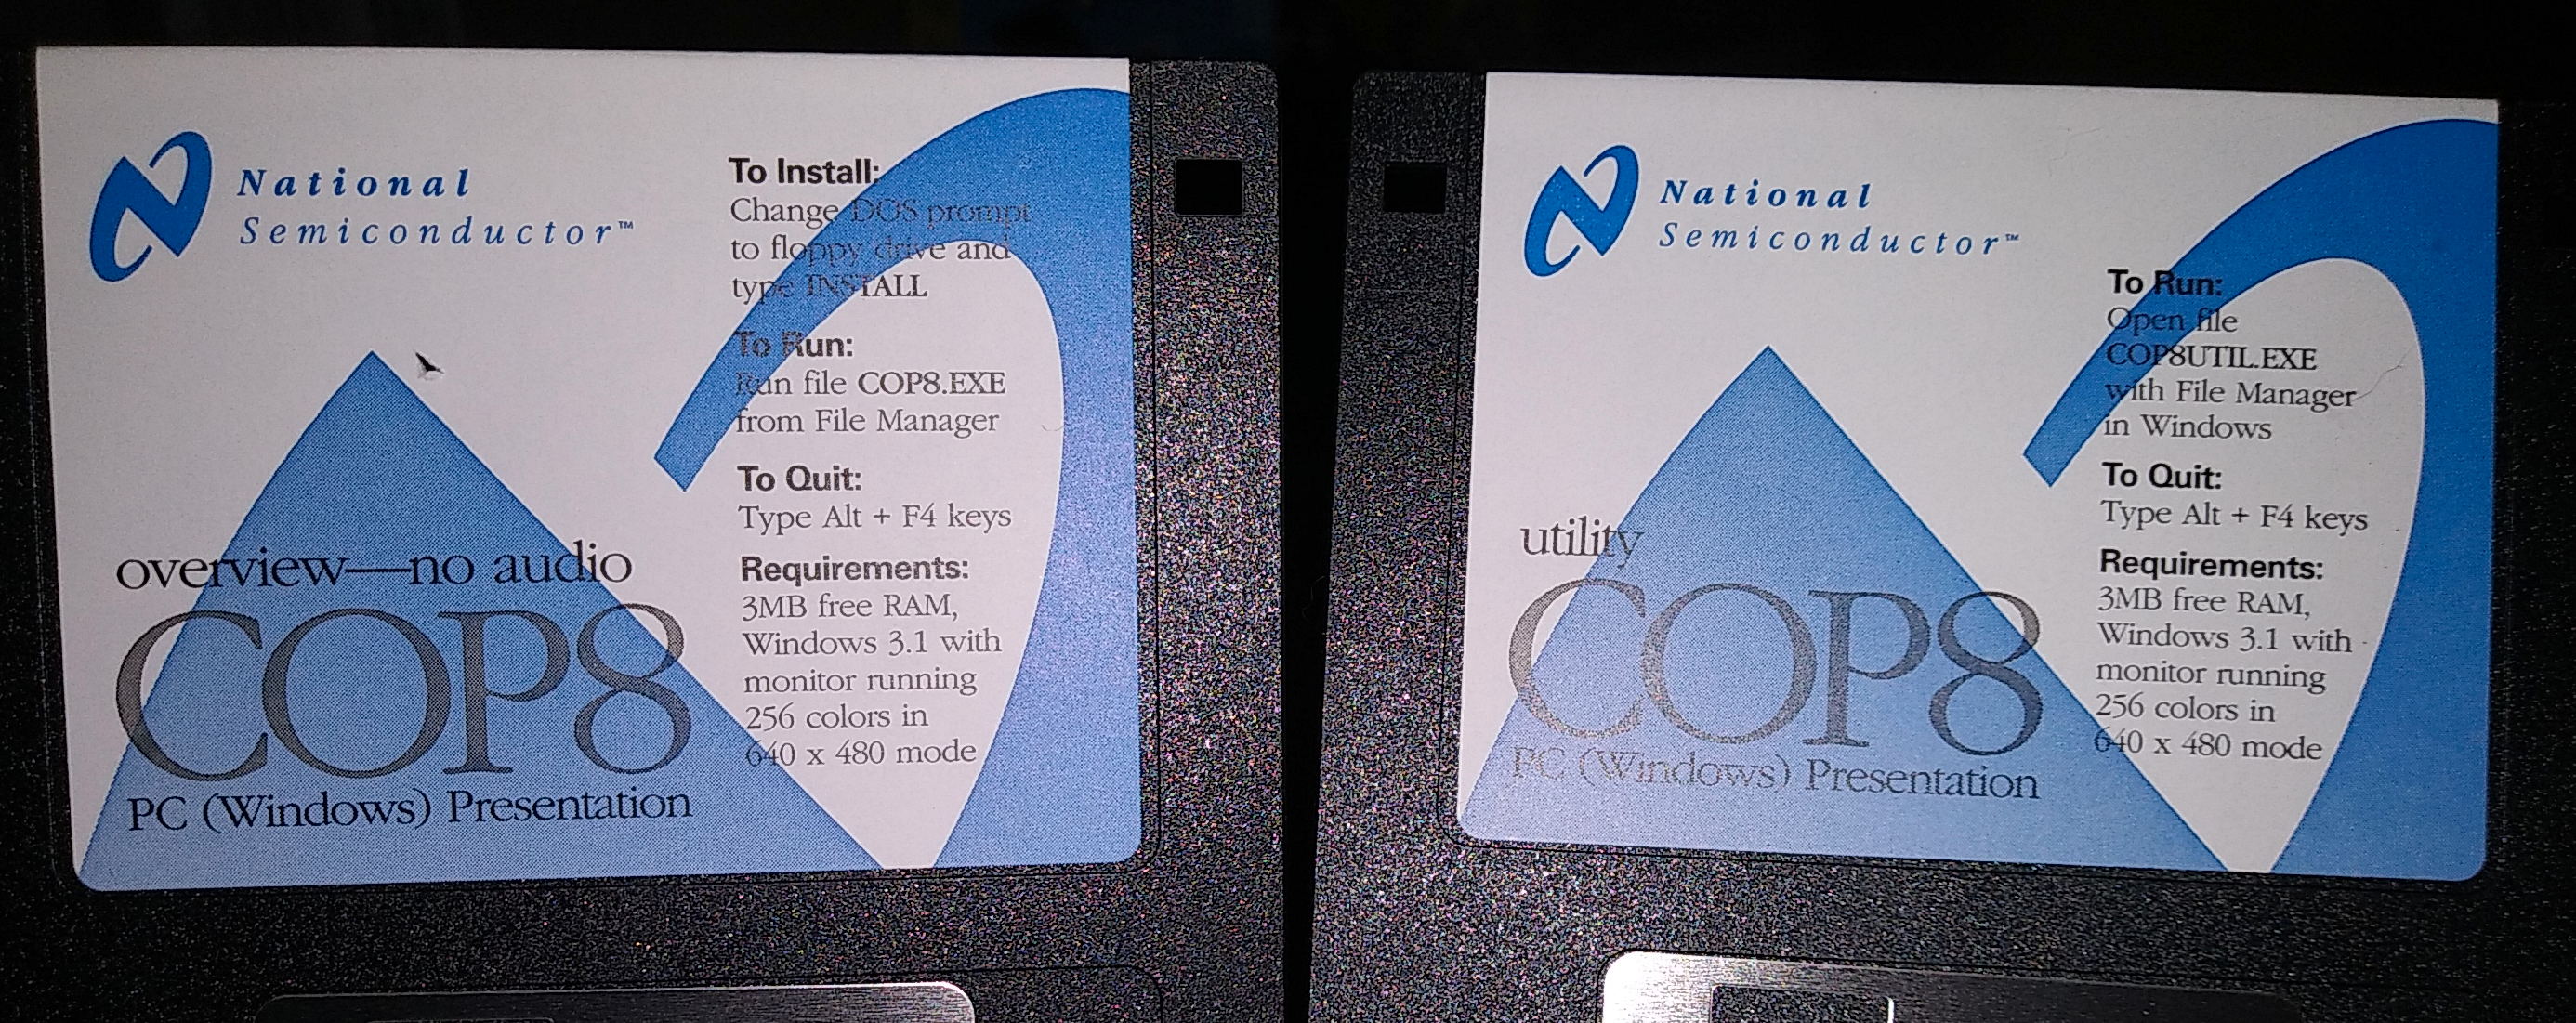 National
Semiconductor™
To Install:
Change DOS prompt
to floppy drive and
type INSTALL
To Run:
Run file COP8.EXE
from File Manager
To Quit:
Type Alt + F4 keys
Requirements:
3MB free RAM,
Windows 3.1 with
monitor running
256 colors in
640 x 480 mode
overview—no audio
COP8
PC (Windows) Presentation
National
Semiconductor™
To Run:
Open file
COP8UTIL.EXE
with File Manager
in Windows
To Quit:
Type Alt + F4 keys
Requirements:
3MB free RAM,
Windows 3.1 with
monitor running
256 colors in
640 x 480 mode
utility
COP8
PC (Windows) Presentation